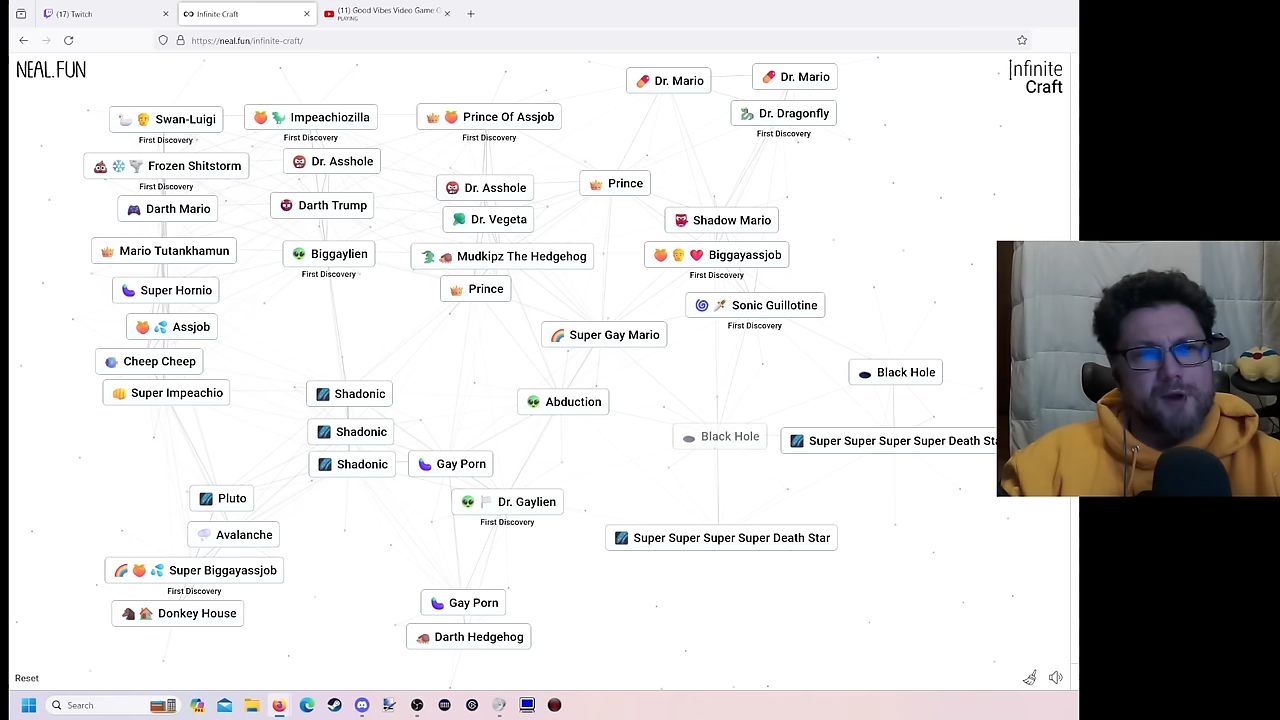 (17) Twitch
Infinite Craft
(11) Good Vibes Video Game
PLAYING
https://neal.fun/infinite-craft/
NEAL.FUN
Infinite
Craft
Dr. Mario
Dr. Mario
Swan-Luigi
First Discovery
Impeachiozilla
First Discovery
Prince Of Assjob
First Discovery
Dr. Dragonfly
First Discovery
Frozen Shitstorm
First Discovery
Dr. Asshole
Dr. Asshole
Prince
Darth Mario
Darth Trump
Dr. Vegeta
Shadow Mario
Mario Tutankhamun
Biggaylien
First Discovery
Mudkipz The Hedgehog
Biggayassjob
First Discovery
Super Hornio
Prince
Sonic Guillotine
First Discovery
Assjob
Super Gay Mario
Cheep Cheep
Black Hole
Super Impeachio
Shadonic
Abduction
Shadonic
Black Hole
Super Super Super Super Death Sta
Shadonic
Gay Porn
Pluto
Dr. Gaylien
First Discovery
Avalanche
Super Super Super Super Death Star
Super Biggayassjob
First Discovery
Donkey House
Gay Porn
Darth Hedgehog
Reset
Search